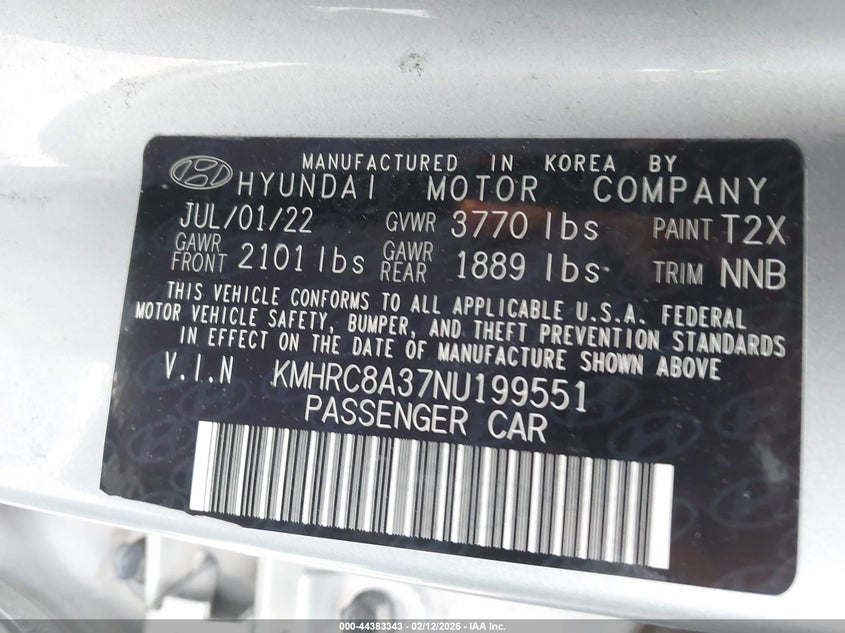 MANUFACTURED IN KOREA BY
HYUNDAI MOTOR COMPANY
JUL/01/22 GVWR 3770 lbs PAINT T2X
GAWR FRONT 2101 lbs GAWR REAR 1889 lbs TRIM NNB
THIS VEHICLE CONFORMS TO ALL APPLICABLE U.S.A. FEDERAL
MOTOR VEHICLE SAFETY, BUMPER, AND THEFT PREVENTION STANDARDS
IN EFFECT ON THE DATE OF MANUFACTURE SHOWN ABOVE
V.I.N KMHRC8A37NU199551
PASSENGER CAR
000-44383343 - 02/12/2026 - IAA Inc.